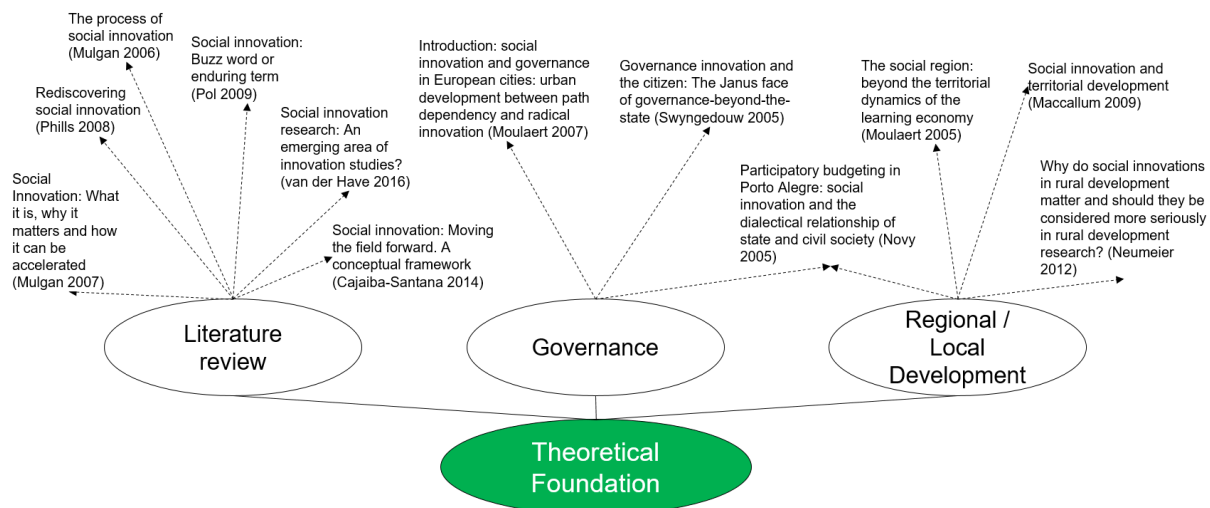 The process of
social innovation
(Mulgan 2006)
Social innovation:
Buzz word or
enduring term
(Pol 2009)
Rediscovering
social innovation
(Phills 2008)
Social innovation
research: An
emerging area of
innovation studies?
(van der Have 2016)
Social
Innovation: What
it is, why it
matters and how
it can be
accelerated
(Mulgan 2007)
Social innovation: Moving
the field forward. A
conceptual framework
(Cajaiba-Santana 2014)
Introduction: social
innovation and governance
in European cities: urban
development between path
dependency and radical
innovation (Moulaert 2007)
Governance innovation and
the citizen: The Janus face
of governance-beyond-the-
state (Swyngedouw 2005)
Participatory budgeting in
Porto Alegre: social
innovation and the
dialectical relationship of
state and civil society (Novy
2005)
The social region:
beyond the territorial
dynamics of the
learning economy
(Moulaert 2005)
Social innovation and
territorial development
(Maccallum 2009)
Why do social innovations
in rural development
matter and should they be
considered more seriously
in rural development
research? (Neumeier
2012)
Literature
review
Governance
Regional /
Local
Development
Theoretical
Foundation